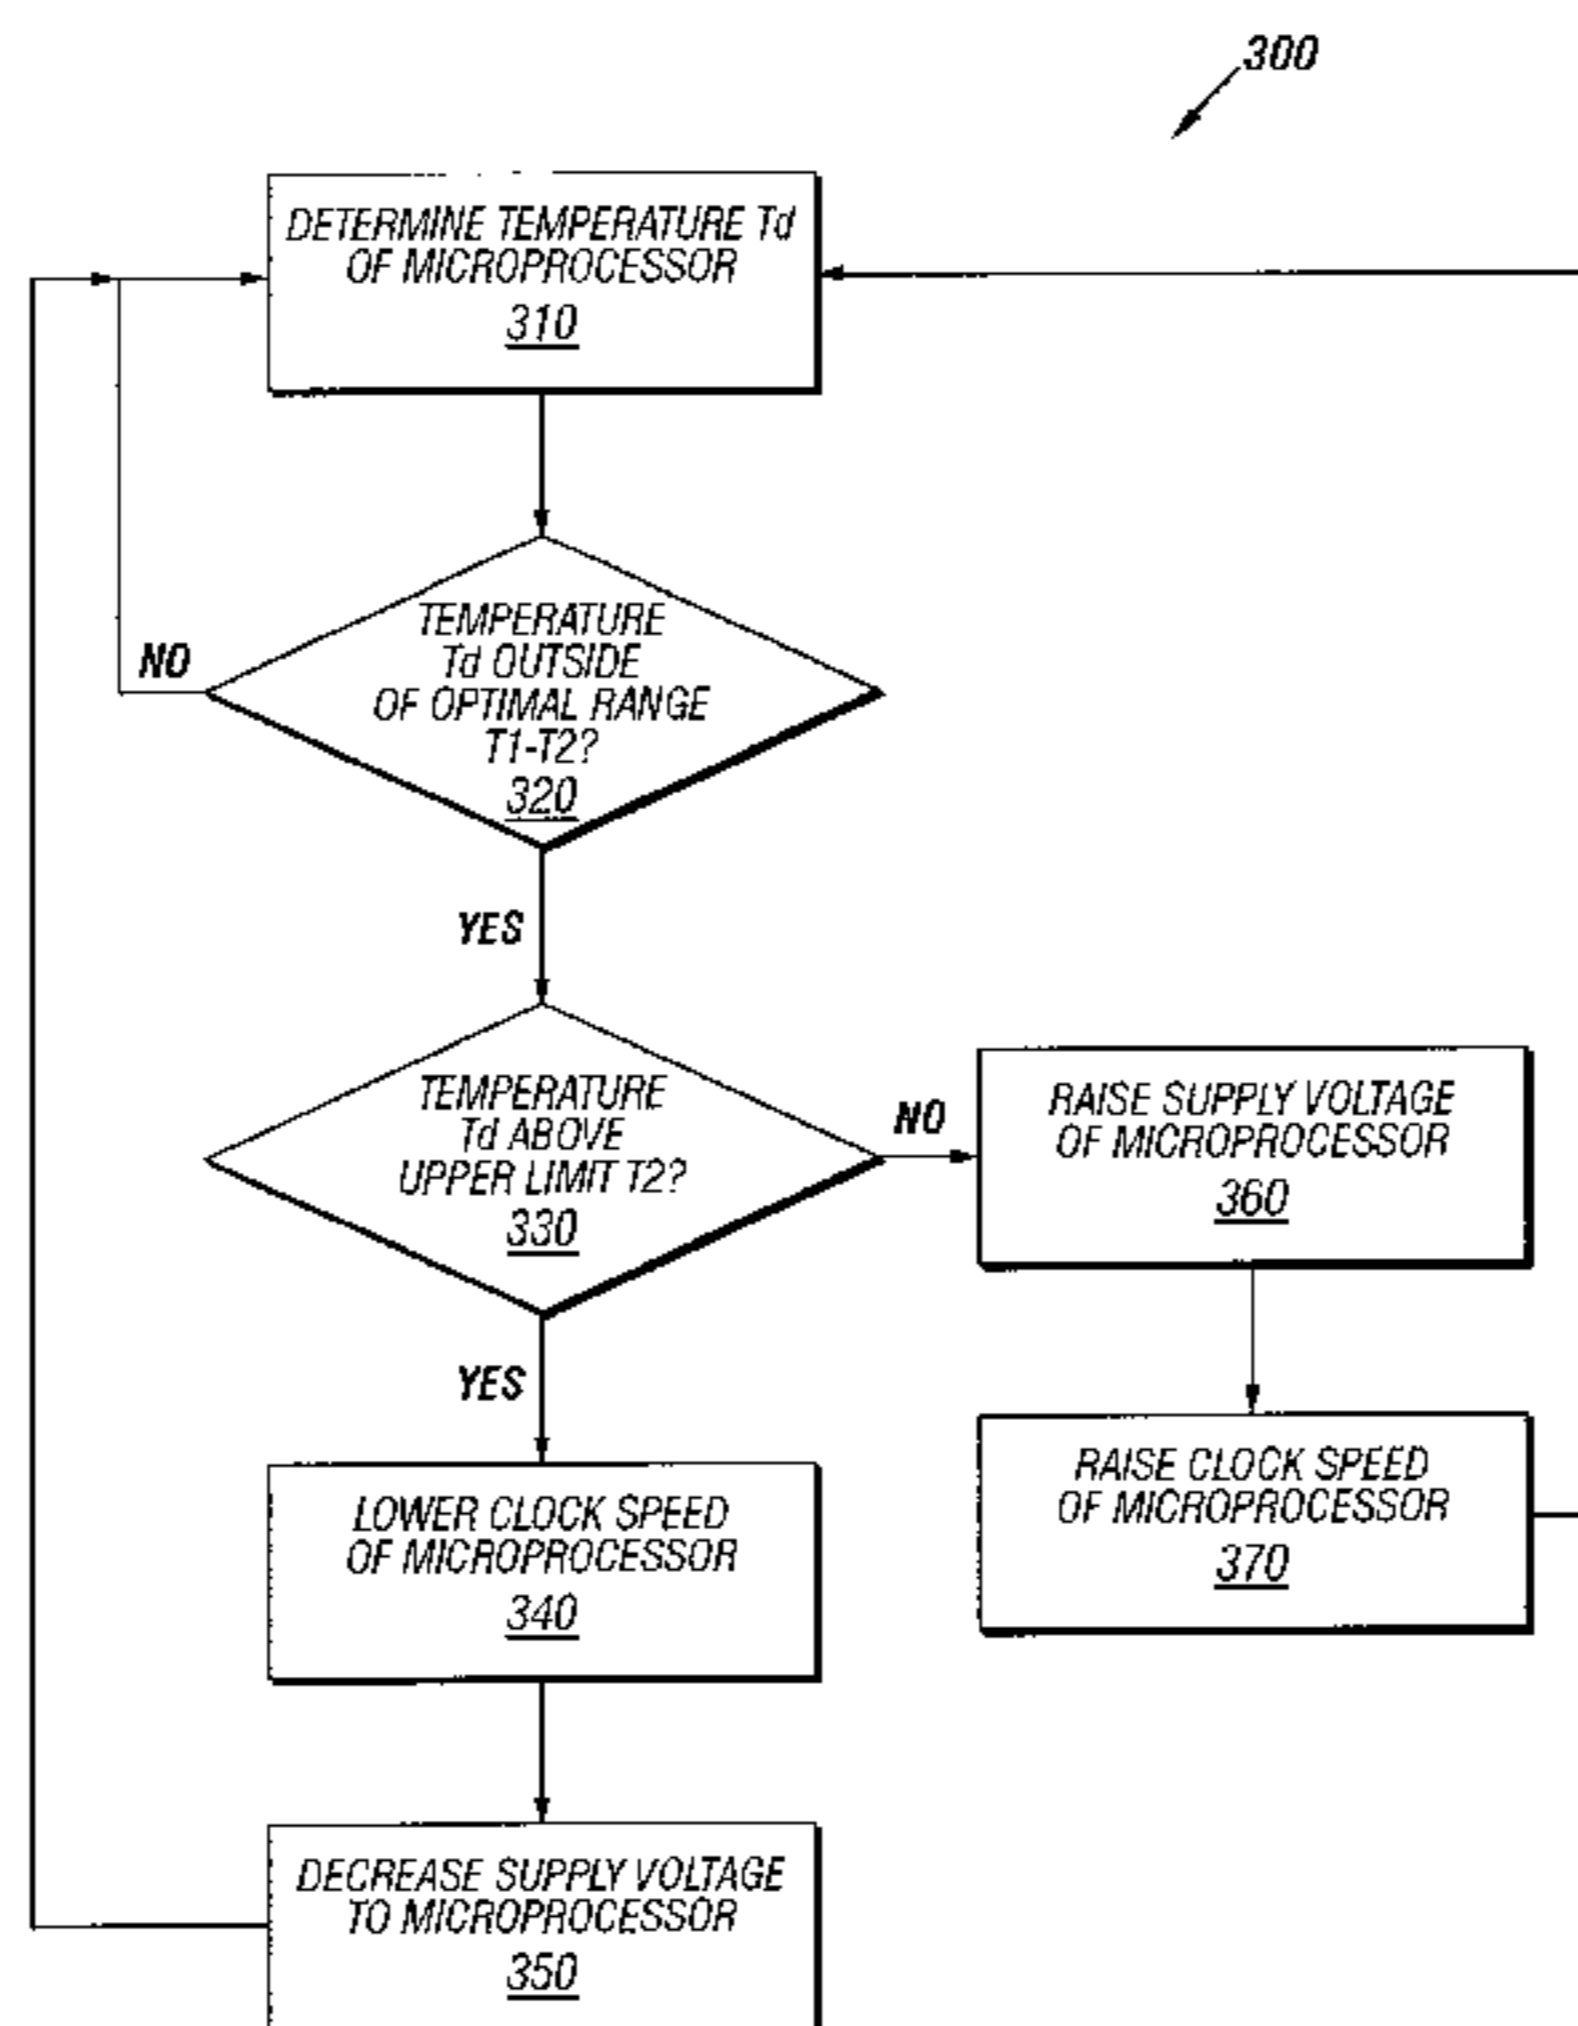 300
DETERMINE TEMPERATURE Td
OF MICROPROCESSOR
310
TEMPERATURE
Td OUTSIDE
OF OPTIMAL RANGE
T1-T2?
320
NO
YES
TEMPERATURE
Td ABOVE
UPPER LIMIT T2?
330
NO
RAISE SUPPLY VOLTAGE
OF MICROPROCESSOR
360
YES
RAISE CLOCK SPEED
OF MICROPROCESSOR
370
LOWER CLOCK SPEED
OF MICROPROCESSOR
340
DECREASE SUPPLY VOLTAGE
TO MICROPROCESSOR
350